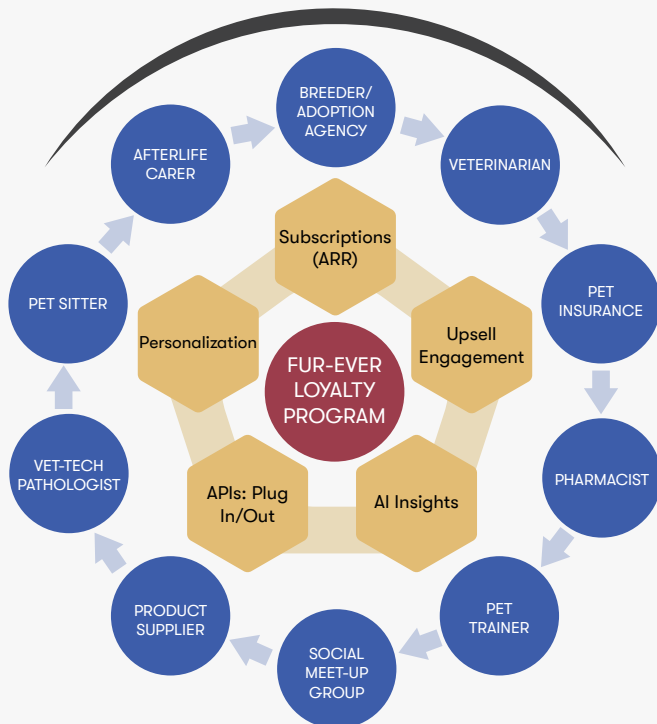 BREEDER/
ADOPTION
AGENCY
VETERINARIAN
PET
INSURANCE
PHARMACIST
PET
TRAINER
SOCIAL
MEET-UP
GROUP
PRODUCT
SUPPLIER
VET-TECH
PATHOLOGIST
PET SITTER
AFTERLIFE
CARER
Subscriptions
(ARR)
Upsell
Engagement
AI Insights
APIs: Plug
In/Out
Personalization
FUR-EVER
LOYALTY
PROGRAM